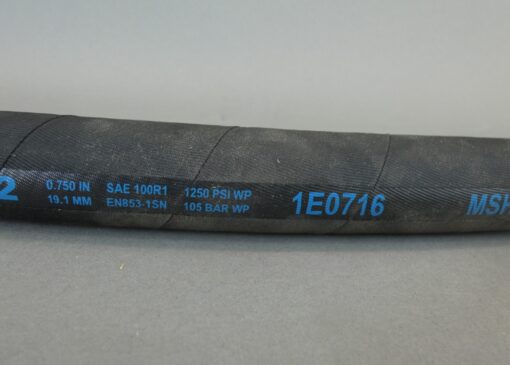 2 0.750 IN SAE 100R1 1250 PSI WP 1E0716 MSH
19.1 MM EN853-1SN 105 BAR WP